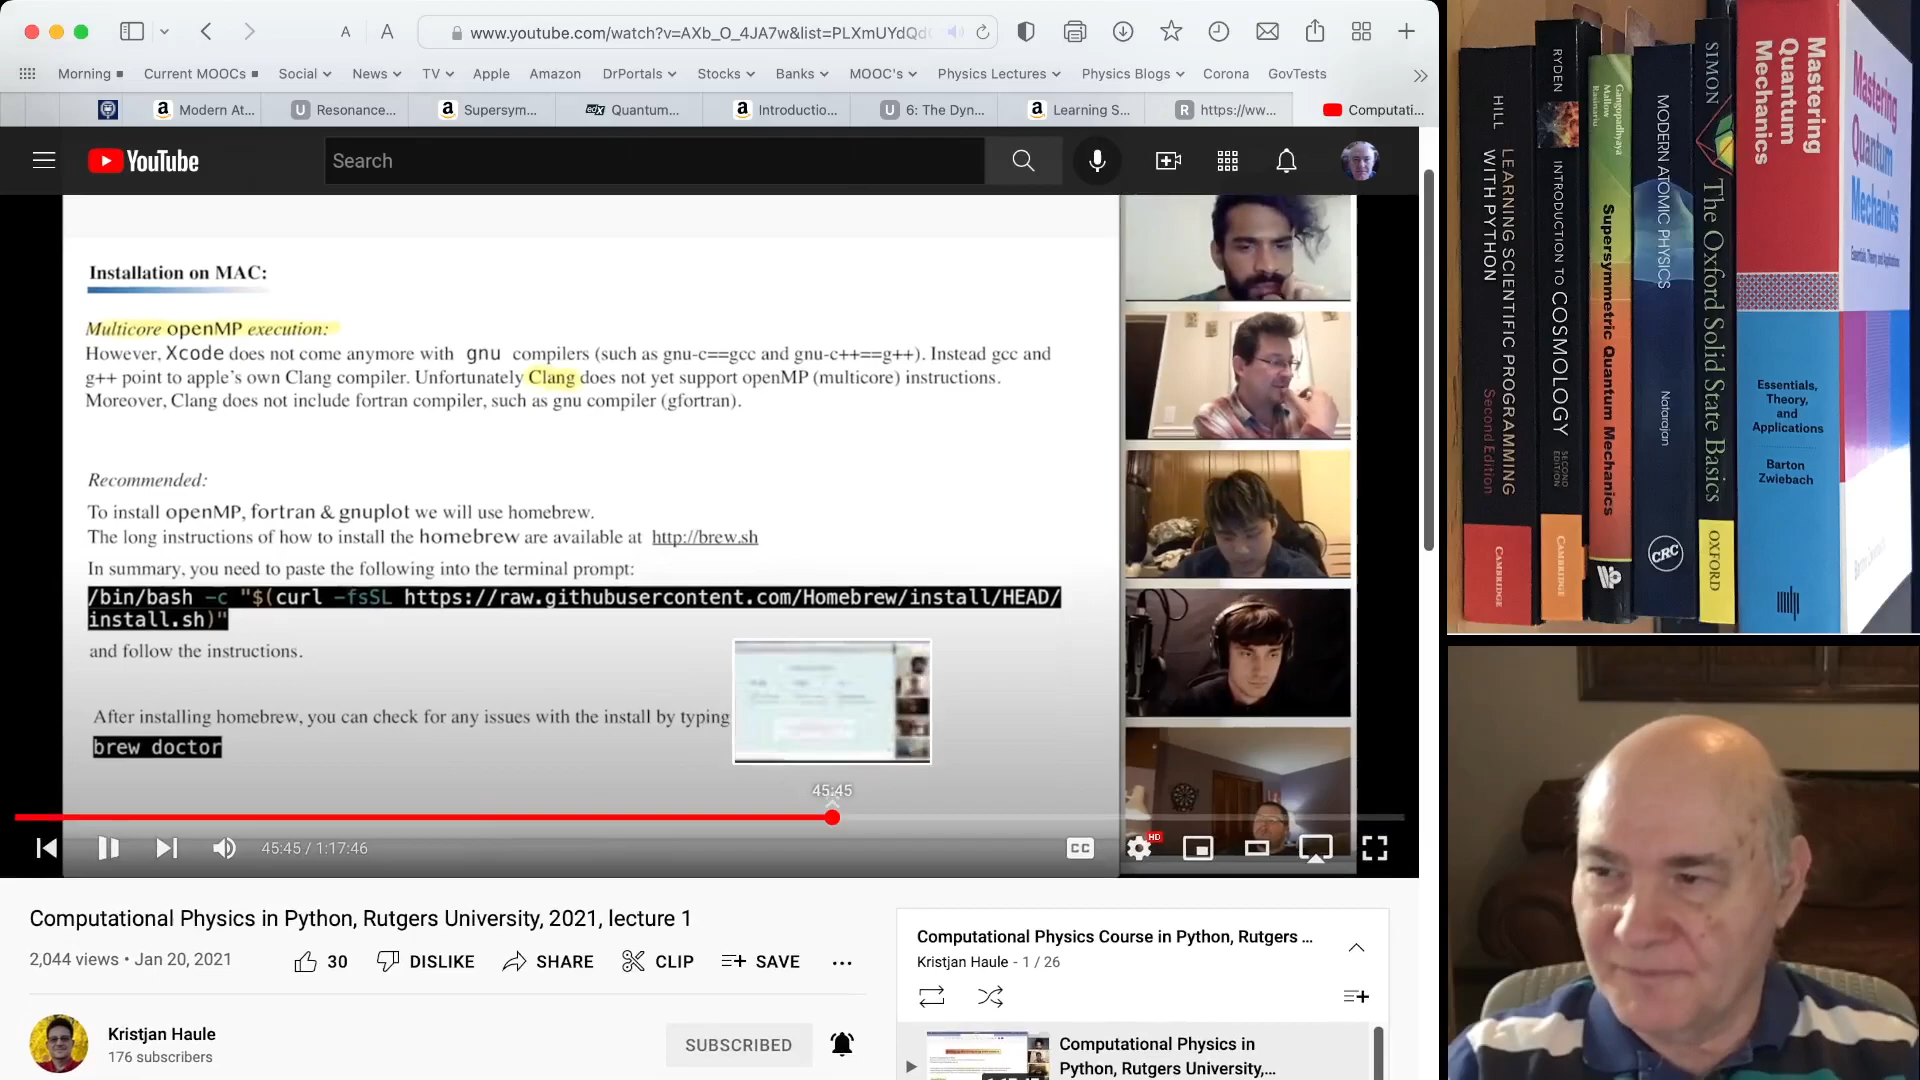 A A www.youtube.com/watch?v=AXb_O_4JA7w&list=PLXmUYdQd
Morning Current MOOCs Social News TV Apple Amazon DrPortals Stocks Banks MOOC's Physics Lectures Physics Blogs Corona GovTests
Modern At... Resonance... Supersym... edX Quantum... Introductio... 6: The Dyn... Learning S... https://ww... Computati...
YouTube
Search
Installation on MAC:
Multicore openMP execution:
However, Xcode does not come anymore with gnu compilers (such as gnu-c==gcc and gnu-c++==g++). Instead gcc and
g++ point to apple's own Clang compiler. Unfortunately Clang does not yet support openMP (multicore) instructions.
Moreover, Clang does not include fortran compiler, such as gnu compiler (gfortran).
Recommended:
To install openMP, fortran & gnuplot we will use homebrew.
The long instructions of how to install the homebrew are available at http://brew.sh
In summary, you need to paste the following into the terminal prompt:
/bin/bash -c "$(curl -fsSL https://raw.githubusercontent.com/Homebrew/install/HEAD/
install.sh)"
and follow the instructions.
After installing homebrew, you can check for any issues with the install by typing
brew doctor
45:45
45:45 / 1:17:46
CC
HD
Computational Physics in Python, Rutgers University, 2021, lecture 1
2,044 views • Jan 20, 2021
30 DISLIKE SHARE CLIP SAVE
Kristjan Haule
176 subscribers
SUBSCRIBED
Computational Physics Course in Python, Rutgers ...
Kristjan Haule - 1 / 26
Computational Physics in
Python, Rutgers University,...
HILL LEARNING SCIENTIFIC PROGRAMMING
WITH PYTHON Second Edition
CAMBRIDGE
RYDEN INTRODUCTION TO COSMOLOGY SECOND EDITION
CAMBRIDGE
Gangopadhyaya
Mallow
Rasinariu
Supersymmetric Quantum Mechanics
MODERN ATOMIC PHYSICS Natarajan
CRC
SIMON The Oxford Solid State Basics
OXFORD
Mastering
Quantum
Mechanics
Essentials,
Theory,
and
Applications
Barton
Zwiebach
Mastering
Quantum
Mechanics
Essentials, Theory, and Applications